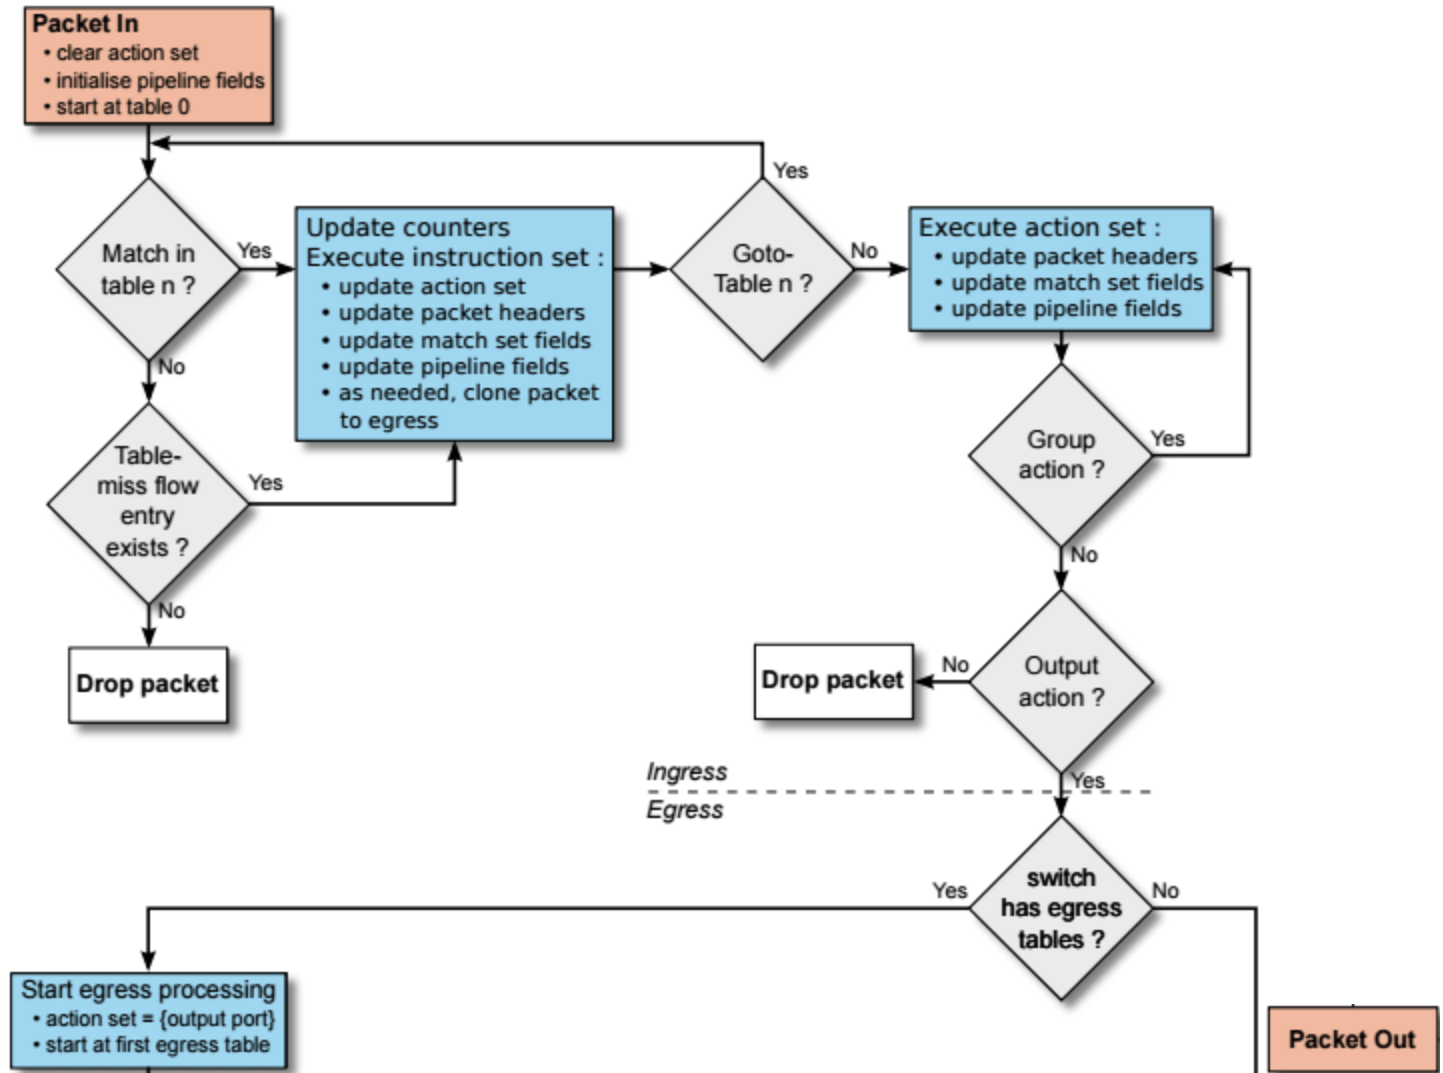 Packet In
• clear action set
• initialise pipeline fields
• start at table 0
Yes
Match in
table n ?
Yes
Update counters
Execute instruction set :
• update action set
• update packet headers
• update match set fields
• update pipeline fields
• as needed, clone packet
to egress
Goto-
Table n ?
No
Execute action set :
• update packet headers
• update match set fields
• update pipeline fields
No
Table-
miss flow
entry
exists ?
Yes
Group
action ?
Yes
No
No
Drop packet
Drop packet
No
Output
action ?
Ingress
Yes
Egress
Yes
switch
has egress
tables ?
No
Start egress processing
• action set = {output port}
• start at first egress table
Packet Out